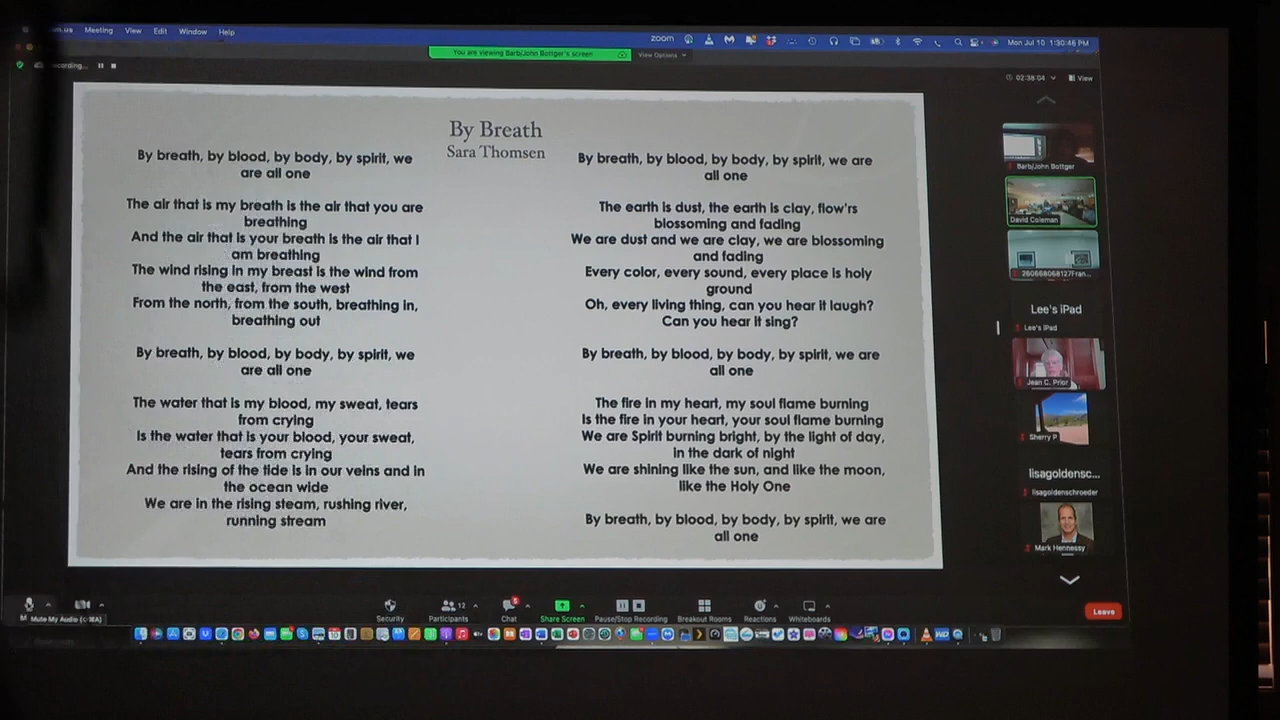 Meeting View Edit Window Help
zoom
Mon Jul 10 1:30:46 PM
You are viewing Barb/John Bottger's screen
View Options
02:38:04
View
By Breath
Sara Thomsen
By breath, by blood, by body, by spirit, we
are all one
The air that is my breath is the air that you are
breathing
And the air that is your breath is the air that I
am breathing
The wind rising in my breast is the wind from
the east, from the west
From the north, from the south, breathing in,
breathing out
By breath, by blood, by body, by spirit, we
are all one
The water that is my blood, my sweat, tears
from crying
Is the water that is your blood, your sweat,
tears from crying
And the rising of the tide is in our veins and in
the ocean wide
We are in the rising steam, rushing river,
running stream
By breath, by blood, by body, by spirit, we are
all one
The earth is dust, the earth is clay, flow'rs
blossoming and fading
We are dust and we are clay, we are blossoming
and fading
Every color, every sound, every place is holy
ground
Oh, every living thing, can you hear it laugh?
Can you hear it sing?
By breath, by blood, by body, by spirit, we are
all one
The fire in my heart, my soul flame burning
Is the fire in your heart, your soul flame burning
We are Spirit burning bright, by the light of day,
in the dark of night
We are shining like the sun, and like the moon,
like the Holy One
By breath, by blood, by body, by spirit, we are
all one
Barb/John Bottger
David Coleman
260668068127Fran...
Lee's iPad
Lee's iPad
Jean C. Prior
Sherry P
lisagoldensc...
lisagoldenschroeder
Mark Hennessy
Mute My Audio
Security
Participants
12
Chat
Share Screen
Pause/Stop Recording
Breakout Rooms
Reactions
Whiteboards
Leave